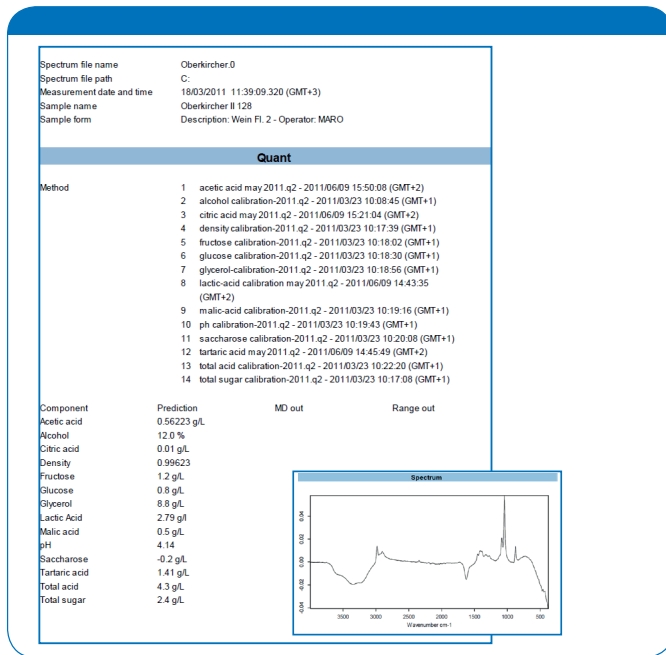 Spectrum file name Oberkircher.0
Spectrum file path C:
Measurement date and time 18/03/2011 11:39:09.320 (GMT+3)
Sample name Oberkircher II 128
Sample form Description: Wein Fl. 2 - Operator: MARO
Quant
Method 1 acetic acid may 2011.q2 - 2011/06/09 15:50:08 (GMT+2)
2 alcohol calibration-2011.q2 - 2011/03/23 10:08:45 (GMT+1)
3 citric acid may 2011.q2 - 2011/06/09 15:21:04 (GMT+2)
4 density calibration-2011.q2 - 2011/03/23 10:17:39 (GMT+1)
5 fructose calibration-2011.q2 - 2011/03/23 10:18:02 (GMT+1)
6 glucose calibration-2011.q2 - 2011/03/23 10:18:30 (GMT+1)
7 glycerol-calibration-2011.q2 - 2011/03/23 10:18:56 (GMT+1)
8 lactic-acid calibration may 2011.q2 - 2011/06/09 14:43:35
(GMT+2)
9 malic-acid calibration-2011.q2 - 2011/03/23 10:19:16 (GMT+1)
10 ph calibration-2011.q2 - 2011/03/23 10:19:43 (GMT+1)
11 saccharose calibration-2011.q2 - 2011/03/23 10:20:08 (GMT+1)
12 tartaric acid may 2011.q2 - 2011/06/09 14:45:49 (GMT+2)
13 total acid calibration-2011.q2 - 2011/03/23 10:22:20 (GMT+1)
14 total sugar calibration-2011.q2 - 2011/03/23 10:17:08 (GMT+1)
Component Prediction MD out Range out
Acetic acid 0.56223 g/L
Alcohol 12.0 %
Citric acid 0.01 g/L
Density 0.99623
Fructose 1.2 g/L
Glucose 0.8 g/L
Glycerol 8.8 g/L
Lactic Acid 2.79 g/l
Malic acid 0.5 g/L
pH 4.14
Saccharose -0.2 g/L
Tartaric acid 1.41 g/L
Total acid 4.3 g/L
Total sugar 2.4 g/L
Spectrum
0.04
0.02
0.00
-0.02
-0.04
3500 3000 2500 2000 1500 1000 500
Wavenumber cm-1